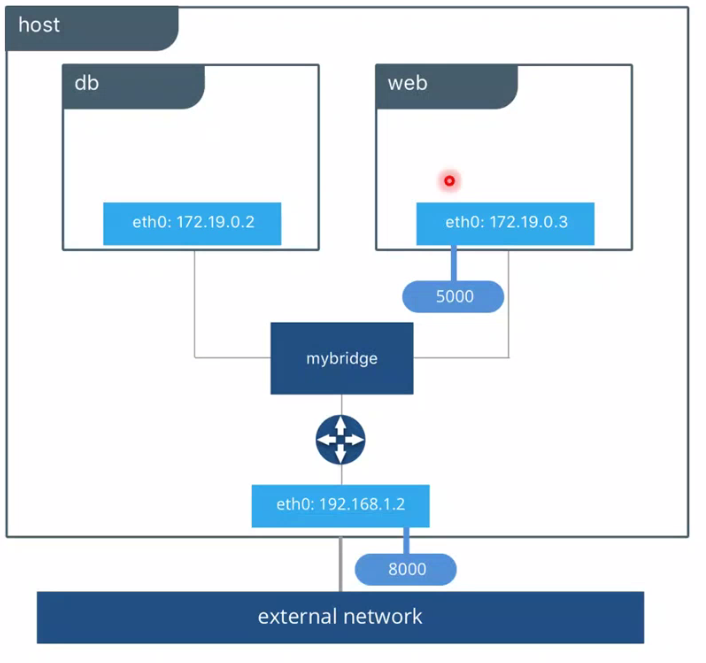 host
db
web
eth0: 172.19.0.2
eth0: 172.19.0.3
5000
mybridge
eth0: 192.168.1.2
8000
external network